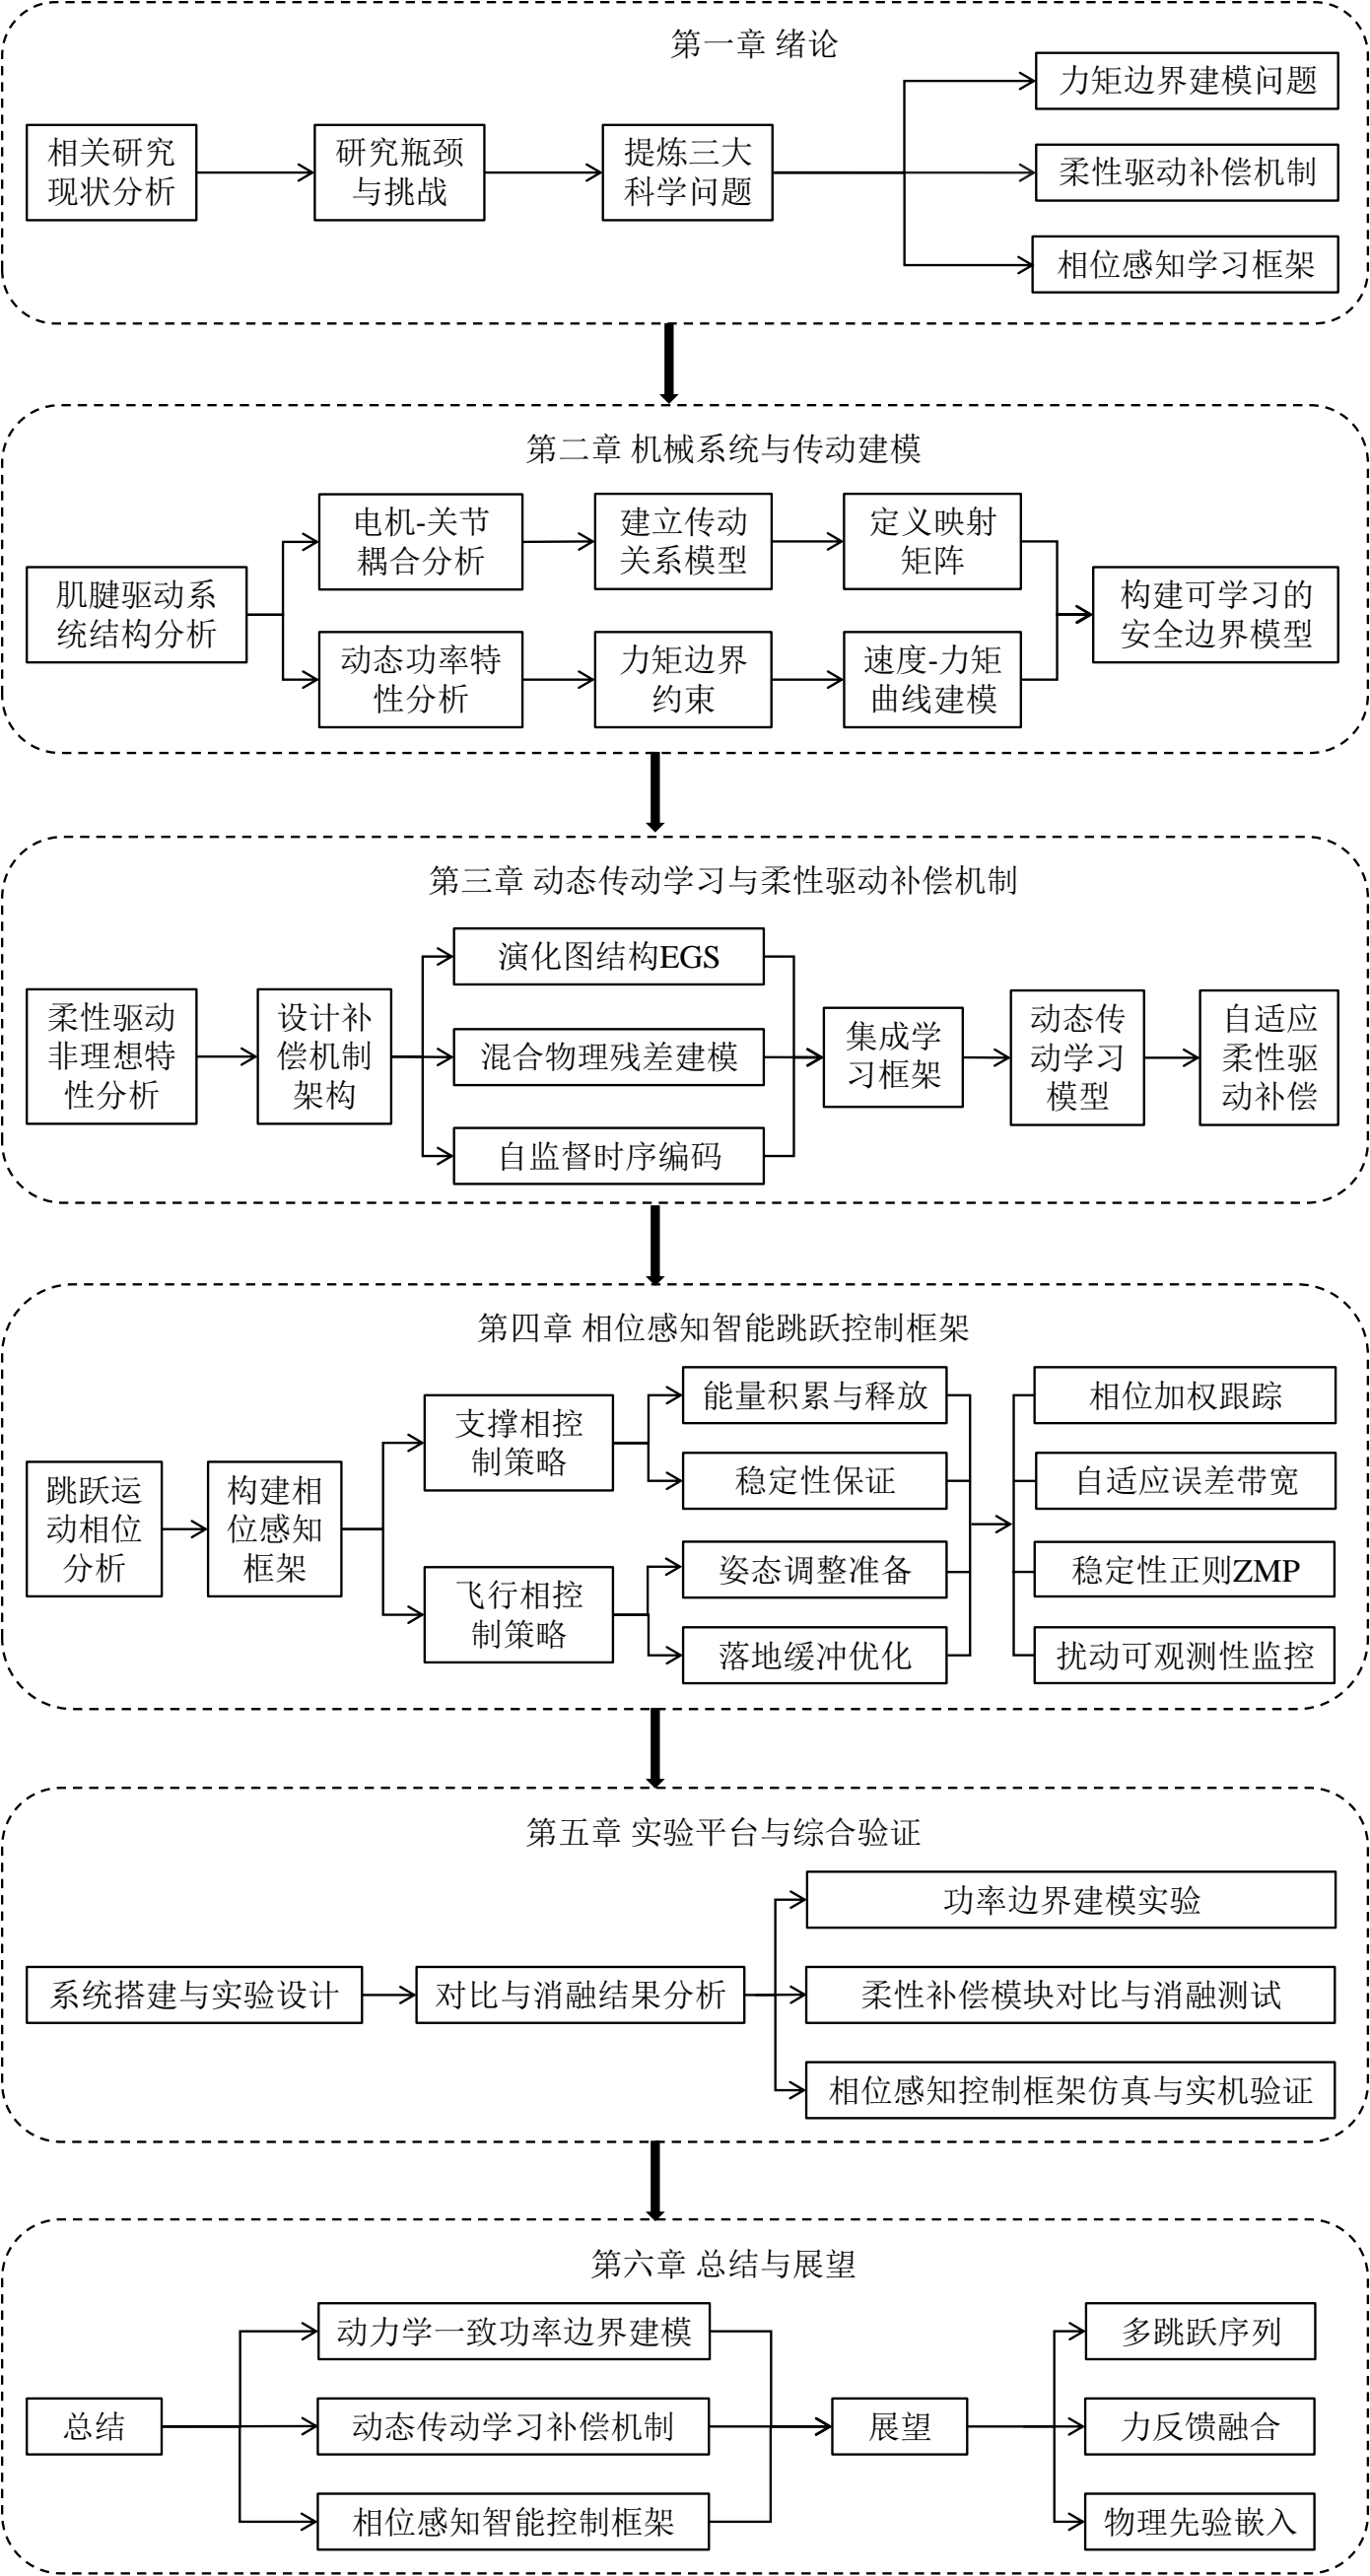 第一章 绪论
相关研究
现状分析
研究瓶颈
与挑战
提炼三大
科学问题
力矩边界建模问题
柔性驱动补偿机制
相位感知学习框架
第二章 机械系统与传动建模
肌腱驱动系
统结构分析
电机-关节
耦合分析
建立传动
关系模型
定义映射
矩阵
动态功率特
性分析
力矩边界
约束
速度-力矩
曲线建模
构建可学习的
安全边界模型
第三章 动态传动学习与柔性驱动补偿机制
柔性驱动
非理想特
性分析
设计补
偿机制
架构
演化图结构EGS
混合物理残差建模
自监督时序编码
集成学
习框架
动态传
动学习
模型
自适应
柔性驱
动补偿
第四章 相位感知智能跳跃控制框架
跳跃运
动相位
分析
构建相
位感知
框架
支撑相控
制策略
飞行相控
制策略
能量积累与释放
稳定性保证
姿态调整准备
落地缓冲优化
相位加权跟踪
自适应误差带宽
稳定性正则ZMP
扰动可观测性监控
第五章 实验平台与综合验证
系统搭建与实验设计
对比与消融结果分析
功率边界建模实验
柔性补偿模块对比与消融测试
相位感知控制框架仿真与实机验证
第六章 总结与展望
总结
动力学一致功率边界建模
动态传动学习补偿机制
相位感知智能控制框架
展望
多跳跃序列
力反馈融合
物理先验嵌入